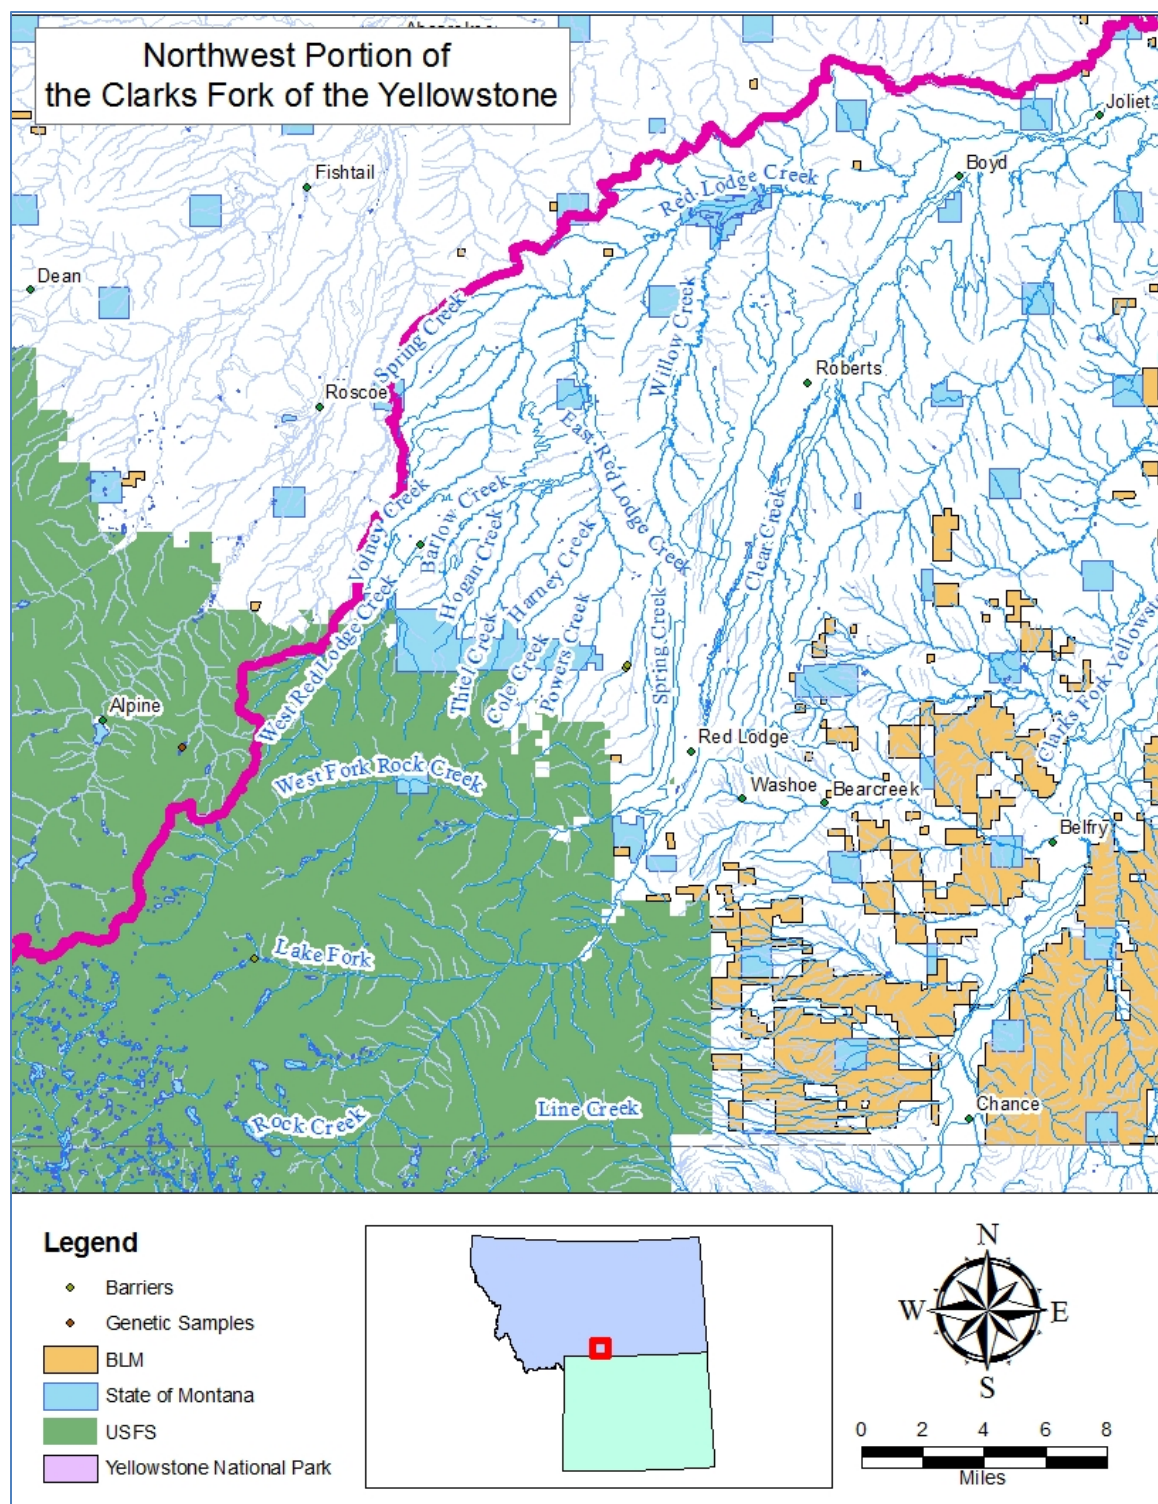 Northwest Portion of
the Clarks Fork of the Yellowstone
Joliet
Boyd
Fishtail
Red Lodge Creek
Dean
Spring Creek
Willow Creek
Roberts
Roscoe
East Red Lodge Creek
Volney Creek
Barlow Creek
Hogan Creek
Harney Creek
Clear Creek
West Red Lodge Creek
Thiel Creek
Cole Creek
Powers Creek
Spring Creek
Alpine
Red Lodge
West Fork Rock Creek
Washoe
Bearcreek
Belfry
Lake Fork
Chance
Rock Creek
Line Creek
Legend
Barriers
Genetic Samples
BLM
State of Montana
USFS
Yellowstone National Park
N
W
E
S
0 2 4 6 8
Miles
Clarks Fork